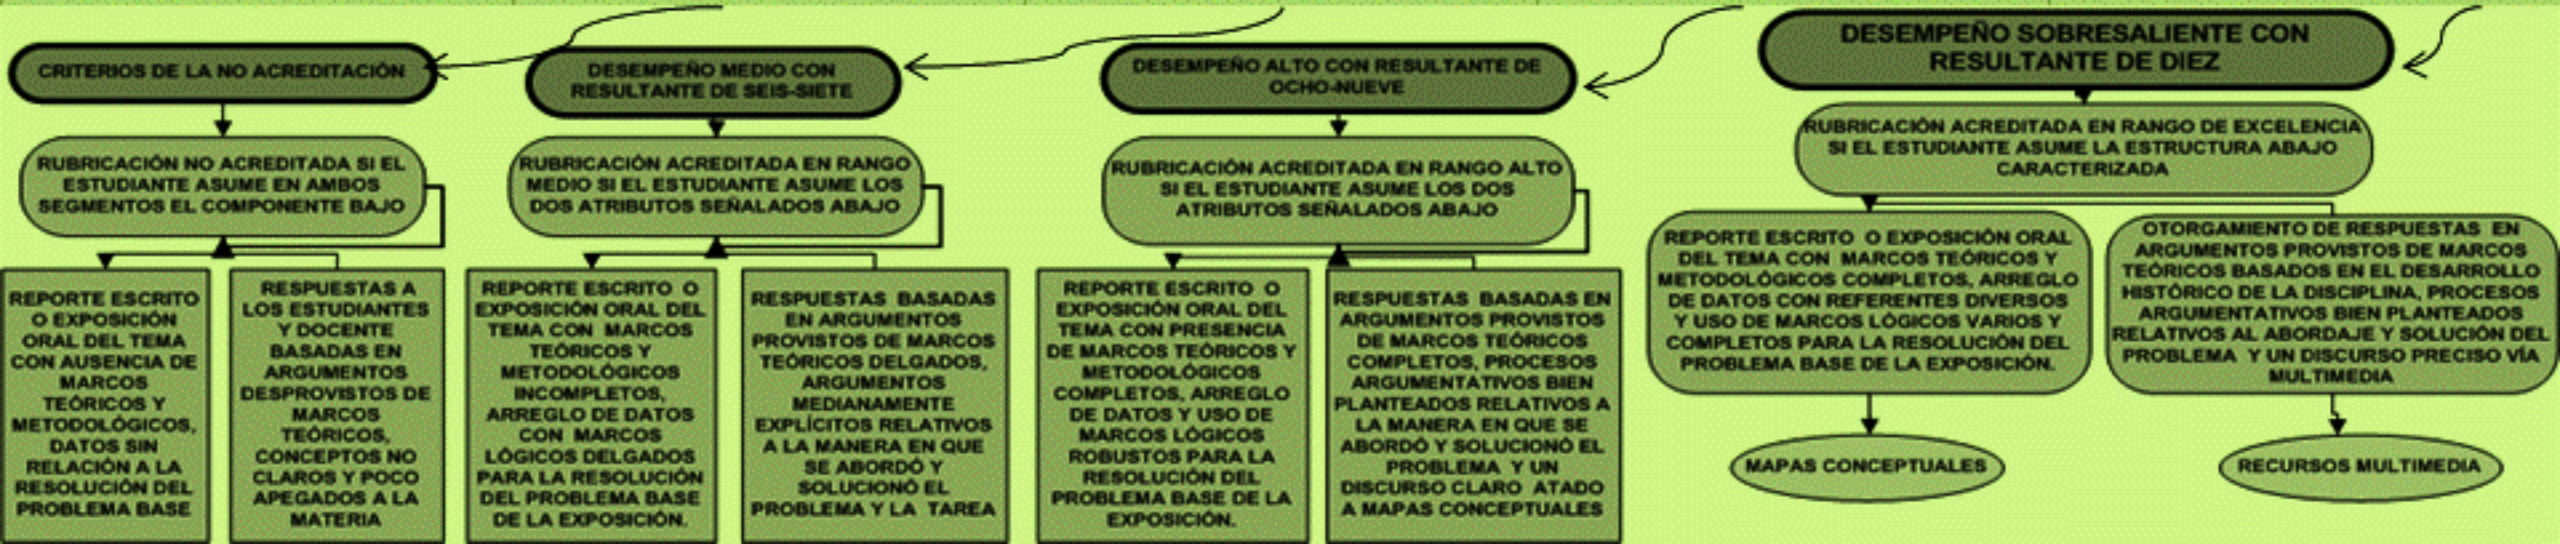 CRITERIOS DE LA NO ACREDITACIÓN
RUBRICACIÓN NO ACREDITADA SI EL
ESTUDIANTE ASUME EN AMBOS
SEGMENTOS EL COMPONENTE BAJO
REPORTE ESCRITO
O EXPOSICIÓN
ORAL DEL TEMA
CON AUSENCIA DE
MARCOS
TEÓRICOS Y
METODOLÓGICOS,
DATOS SIN
RELACIÓN A LA
RESOLUCIÓN DEL
PROBLEMA BASE
RESPUESTAS A
LOS ESTUDIANTES
Y DOCENTE
BASADAS EN
ARGUMENTOS
DESPROVISTOS DE
MARCOS
TEÓRICOS,
CONCEPTOS NO
CLAROS Y POCO
APEGADOS A LA
MATERIA
DESEMPEÑO MEDIO CON
RESULTANTE DE SEIS-SIETE
RUBRICACIÓN ACREDITADA EN RANGO
MEDIO SI EL ESTUDIANTE ASUME LOS
DOS ATRIBUTOS SEÑALADOS ABAJO
REPORTE ESCRITO O
EXPOSICIÓN ORAL DEL
TEMA CON MARCOS
TEÓRICOS Y
METODOLÓGICOS
INCOMPLETOS,
ARREGLO DE DATOS
CON MARCOS
LÓGICOS DELGADOS
PARA LA RESOLUCIÓN
DEL PROBLEMA BASE
DE LA EXPOSICIÓN.
RESPUESTAS BASADAS
EN ARGUMENTOS
PROVISTOS DE MARCOS
TEÓRICOS DELGADOS,
ARGUMENTOS
MEDIANAMENTE
EXPLÍCITOS RELATIVOS
A LA MANERA EN QUE
SE ABORDÓ Y
SOLUCIONÓ EL
PROBLEMA Y LA TAREA
DESEMPEÑO ALTO CON RESULTANTE DE
OCHO-NUEVE
RUBRICACIÓN ACREDITADA EN RANGO ALTO
SI EL ESTUDIANTE ASUME LOS DOS
ATRIBUTOS SEÑALADOS ABAJO
REPORTE ESCRITO O
EXPOSICIÓN ORAL DEL
TEMA CON PRESENCIA
DE MARCOS TEÓRICOS Y
METODOLÓGICOS
COMPLETOS, ARREGLO
DE DATOS Y USO DE
MARCOS LÓGICOS
ROBUSTOS PARA LA
RESOLUCIÓN DEL
PROBLEMA BASE DE LA
EXPOSICIÓN.
RESPUESTAS BASADAS EN
ARGUMENTOS PROVISTOS
DE MARCOS TEÓRICOS
COMPLETOS, PROCESOS
ARGUMENTATIVOS BIEN
PLANTEADOS RELATIVOS A
LA MANERA EN QUE SE
ABORDÓ Y SOLUCIONÓ EL
PROBLEMA Y UN
DISCURSO CLARO ATADO
A MAPAS CONCEPTUALES
DESEMPEÑO SOBRESALIENTE CON
RESULTANTE DE DIEZ
RUBRICACIÓN ACREDITADA EN RANGO DE EXCELENCIA
SI EL ESTUDIANTE ASUME LA ESTRUCTURA ABAJO
CARACTERIZADA
REPORTE ESCRITO O EXPOSICIÓN ORAL
DEL TEMA CON MARCOS TEÓRICOS Y
METODOLÓGICOS COMPLETOS, ARREGLO
DE DATOS CON REFERENTES DIVERSOS
Y USO DE MARCOS LÓGICOS VARIOS Y
COMPLETOS PARA LA RESOLUCIÓN DEL
PROBLEMA BASE DE LA EXPOSICIÓN.
OTORGAMIENTO DE RESPUESTAS EN
ARGUMENTOS PROVISTOS DE MARCOS
TEÓRICOS BASADOS EN EL DESARROLLO
HISTÓRICO DE LA DISCIPLINA, PROCESOS
ARGUMENTATIVOS BIEN PLANTEADOS
RELATIVOS AL ABORDAJE Y SOLUCIÓN DEL
PROBLEMA Y UN DISCURSO PRECISO VÍA
MULTIMEDIA
MAPAS CONCEPTUALES
RECURSOS MULTIMEDIA